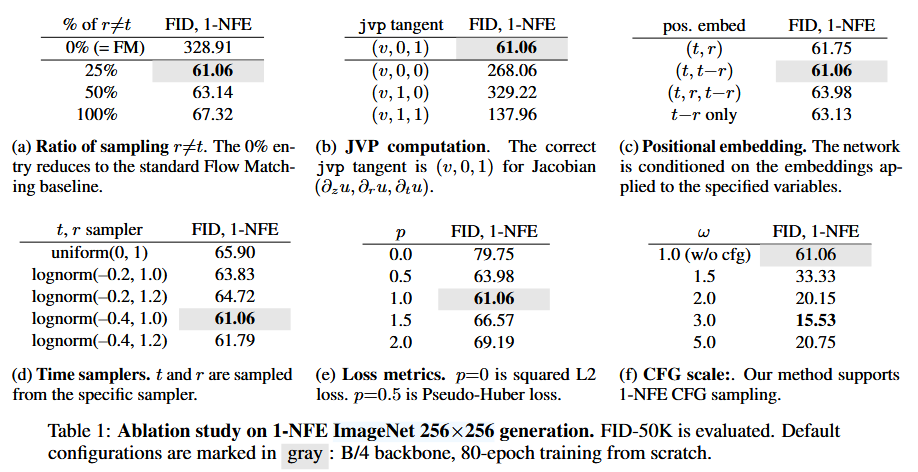 % of r≠t FID, 1-NFE
0% (= FM) 328.91
25% 61.06
50% 63.14
100% 67.32
(a) Ratio of sampling r≠t. The 0% en-
try reduces to the standard Flow Match-
ing baseline.
jvp tangent FID, 1-NFE
(v, 0, 1) 61.06
(v, 0, 0) 268.06
(v, 1, 0) 329.22
(v, 1, 1) 137.96
(b) JVP computation. The correct
jvp tangent is (v, 0, 1) for Jacobian
(∂zu, ∂ru, ∂tu).
pos. embed FID, 1-NFE
(t, r) 61.75
(t, t−r) 61.06
(t, r, t−r) 63.98
t−r only 63.13
(c) Positional embedding. The network
is conditioned on the embeddings ap-
plied to the specified variables.
t, r sampler FID, 1-NFE
uniform(0, 1) 65.90
lognorm(–0.2, 1.0) 63.83
lognorm(–0.2, 1.2) 64.72
lognorm(–0.4, 1.0) 61.06
lognorm(–0.4, 1.2) 61.79
(d) Time samplers. t and r are sampled
from the specific sampler.
p FID, 1-NFE
0.0 79.75
0.5 63.98
1.0 61.06
1.5 66.57
2.0 69.19
(e) Loss metrics. p=0 is squared L2
loss. p=0.5 is Pseudo-Huber loss.
ω FID, 1-NFE
1.0 (w/o cfg) 61.06
1.5 33.33
2.0 20.15
3.0 15.53
5.0 20.75
(f) CFG scale:. Our method supports
1-NFE CFG sampling.
Table 1: Ablation study on 1-NFE ImageNet 256×256 generation. FID-50K is evaluated. Default
configurations are marked in gray : B/4 backbone, 80-epoch training from scratch.